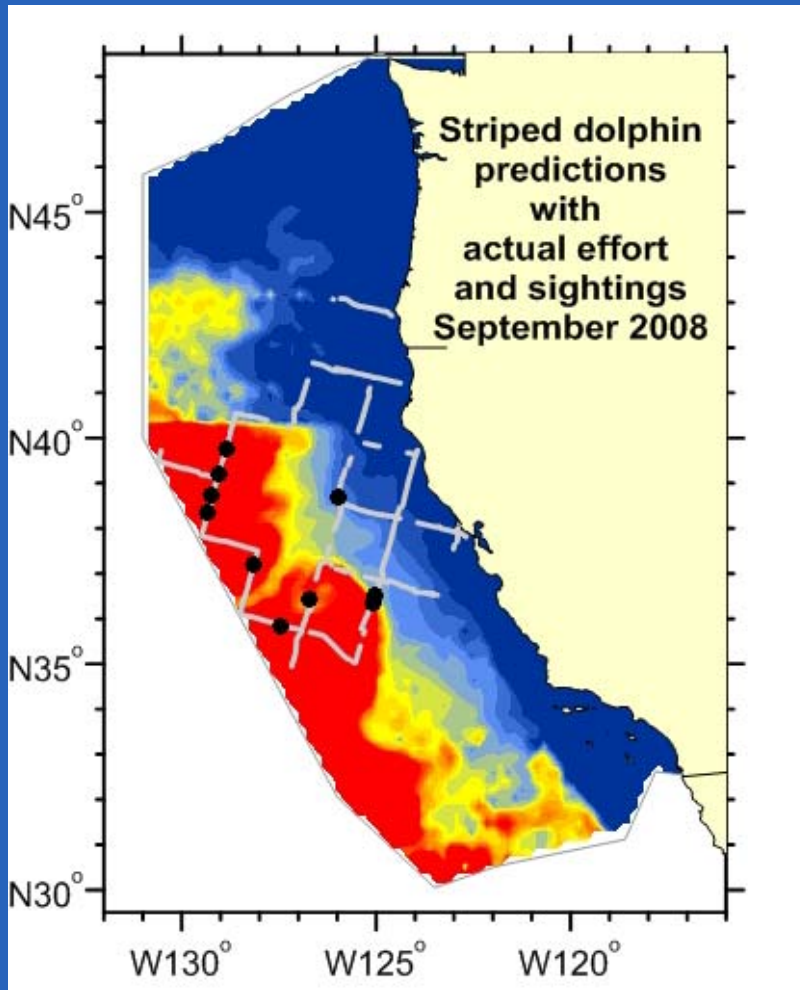 Striped dolphin
predictions
with
actual effort
and sightings
September 2008
N45°
N40°
N35°
N30°
W130°
W125°
W120°